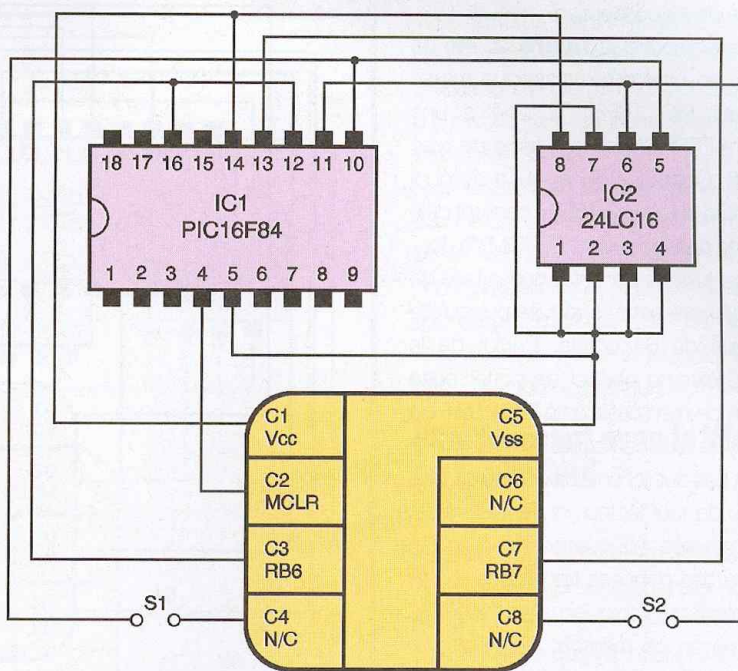 18 17 16 15 14 13 12 11 10
IC1
PIC16F84
1 2 3 4 5 6 7 8 9
8 7 6 5
IC2
24LC16
1 2 3 4
C1
Vcc
C5
Vss
C2
MCLR
C6
N/C
C3
RB6
C7
RB7
C4
N/C
C8
N/C
S1
S2